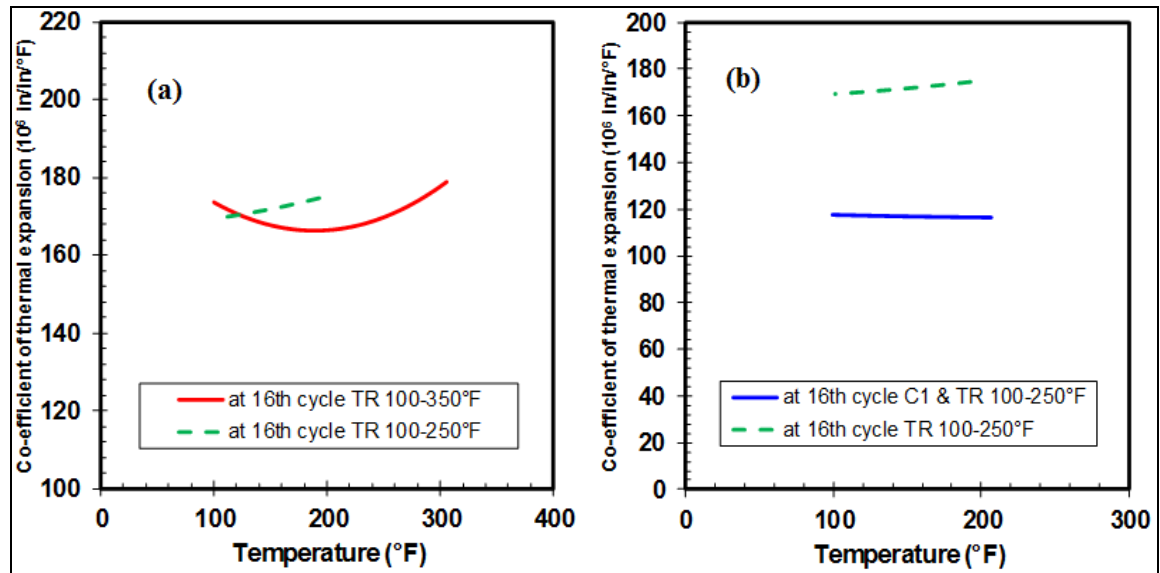 (a)
Co-efficient of thermal expansion (10⁶ in/in/°F)
220
200
180
160
140
120
100
0
100
200
300
400
Temperature (°F)
at 16th cycle TR 100-350°F
at 16th cycle TR 100-250°F
(b)
Co-efficient of thermal expansion (10⁶ in/in/°F)
200
180
160
140
120
100
80
60
40
20
0
0
100
200
300
Temperature (°F)
at 16th cycle C1 & TR 100-250°F
at 16th cycle TR 100-250°F